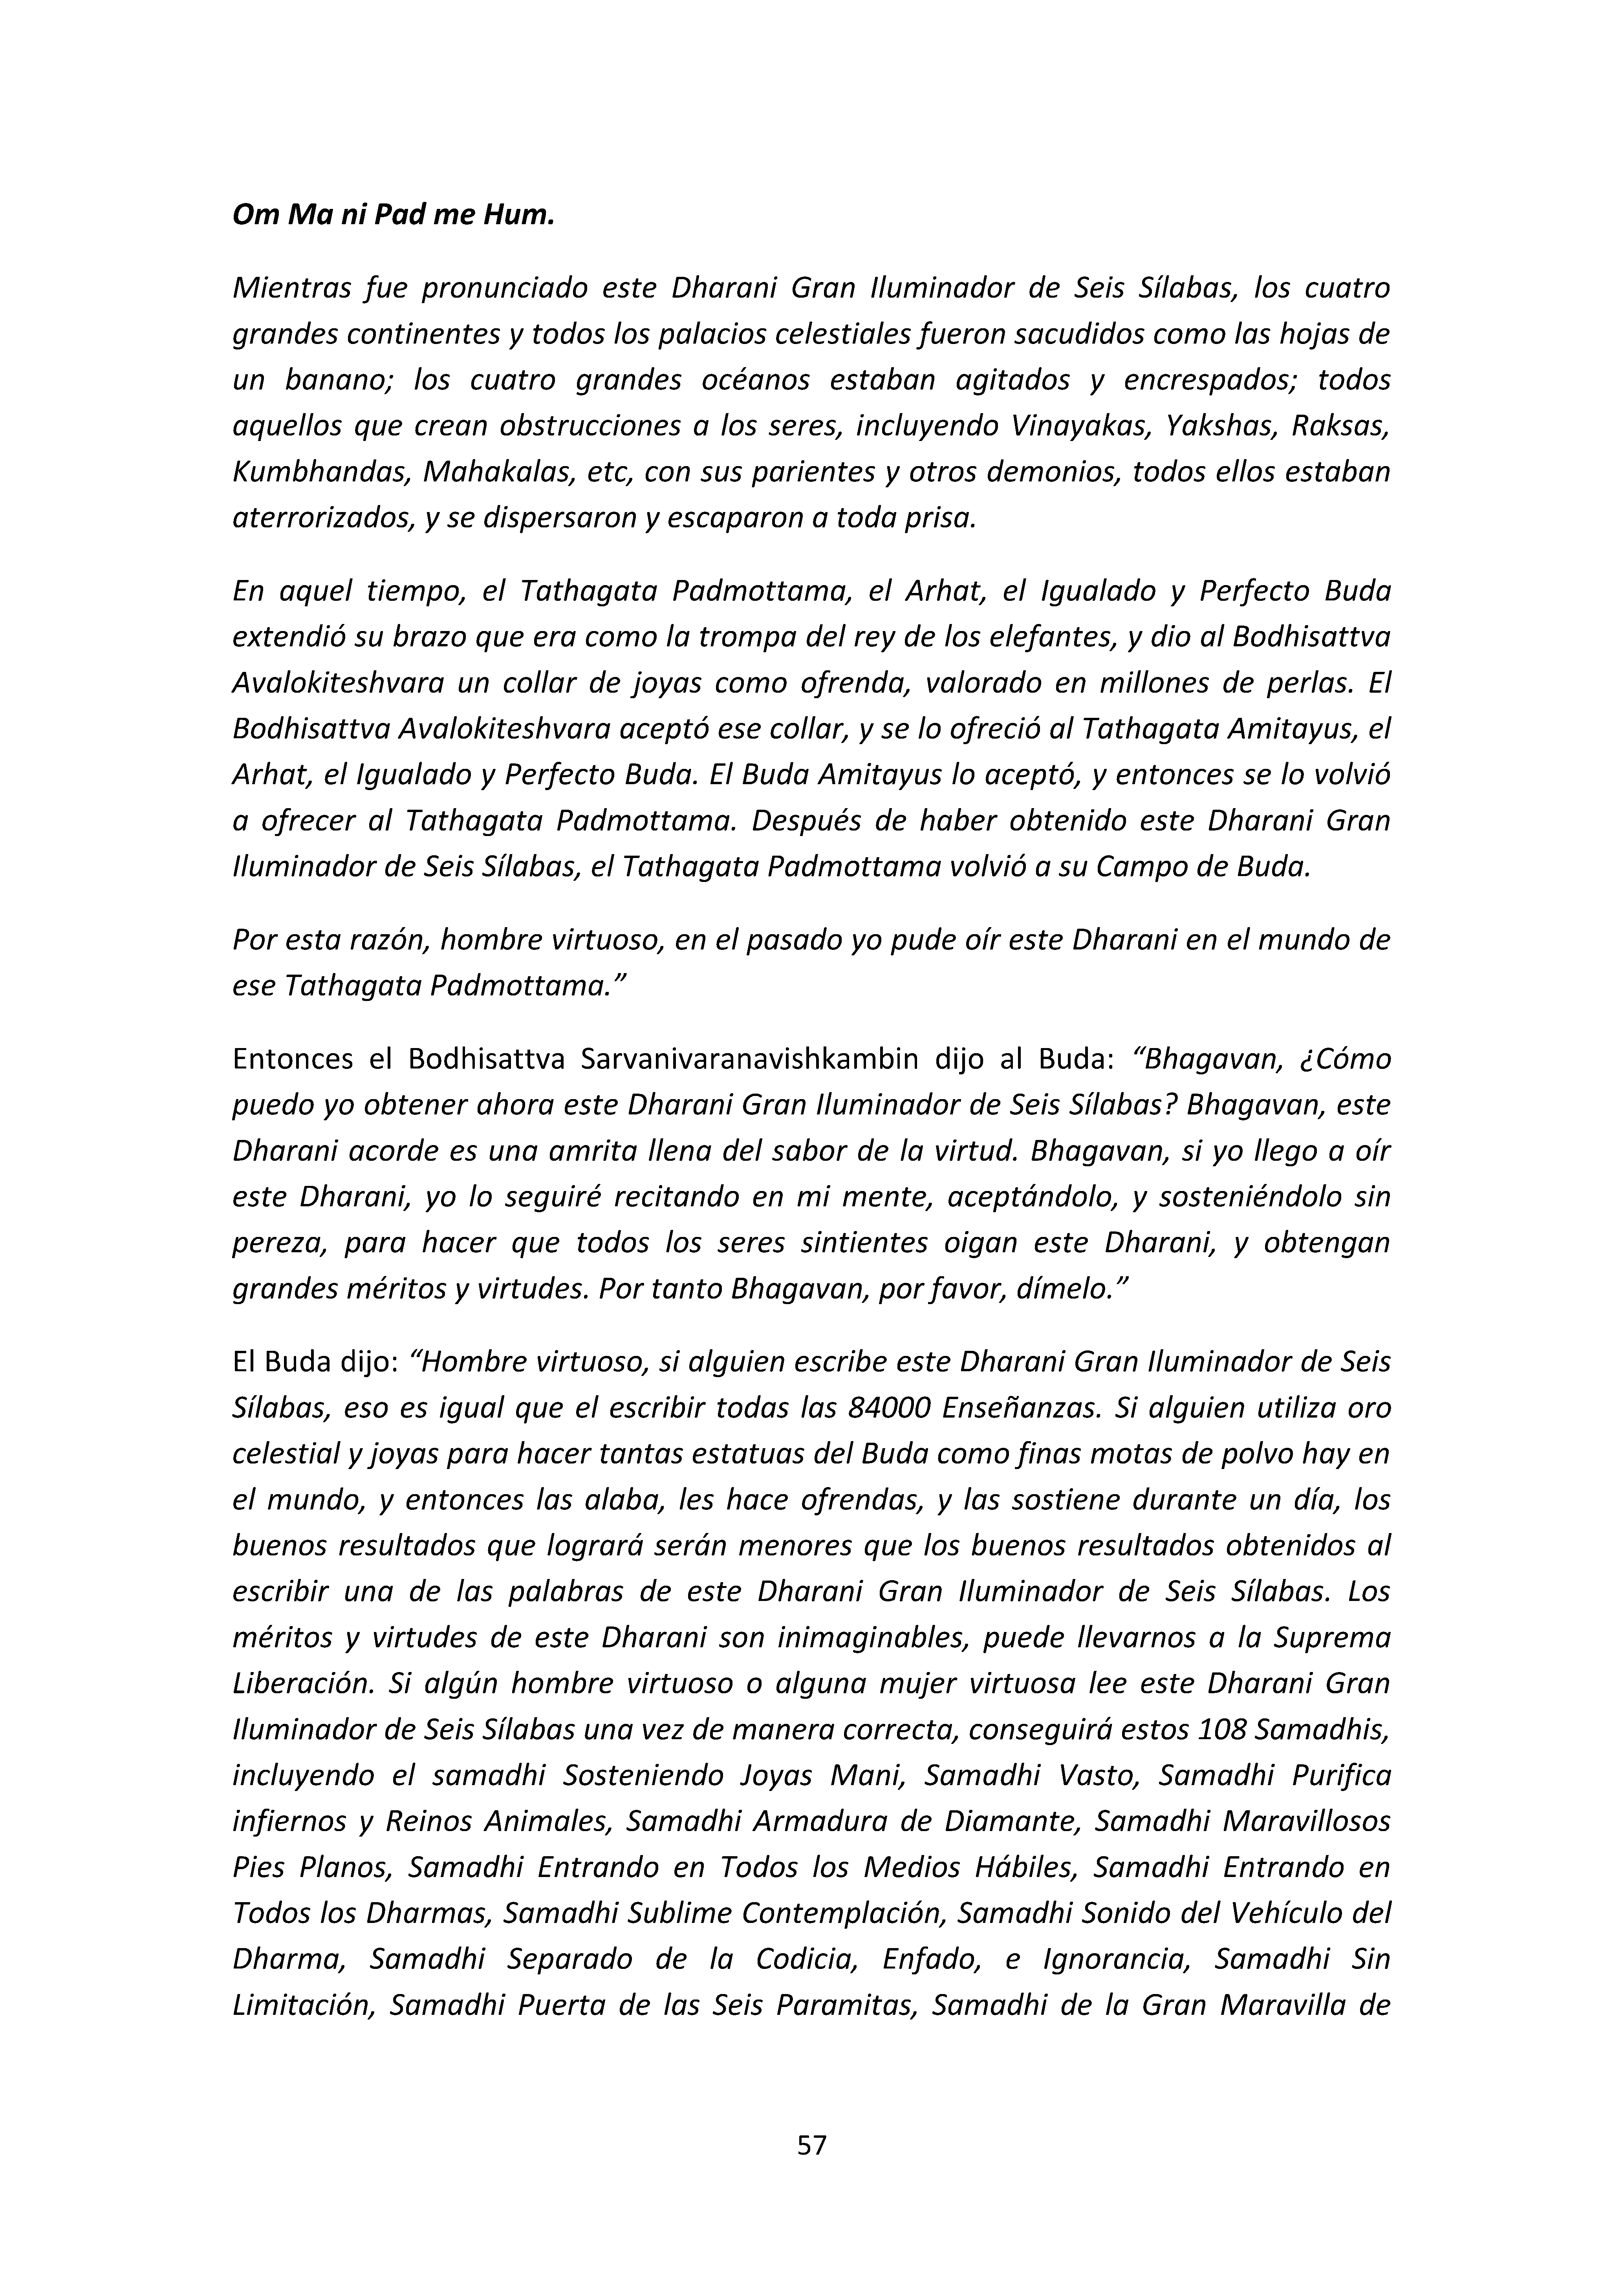 Om Ma ni Pad me Hum.
Mientras fue pronunciado este Dharani Gran Iluminador de Seis Sílabas, los cuatro
grandes continentes y todos los palacios celestiales fueron sacudidos como las hojas de
un banano; los cuatro grandes océanos estaban agitados y encrespados; todos
aquellos que crean obstrucciones a los seres, incluyendo Vinayakas, Yakshas, Raksas,
Kumbhandas, Mahakalas, etc, con sus parientes y otros demonios, todos ellos estaban
aterrorizados, y se dispersaron y escaparon a toda prisa.
En aquel tiempo, el Tathagata Padmottama, el Arhat, el Igualado y Perfecto Buda
extendió su brazo que era como la trompa del rey de los elefantes, y dio al Bodhisattva
Avalokiteshvara un collar de joyas como ofrenda, valorado en millones de perlas. El
Bodhisattva Avalokiteshvara aceptó ese collar, y se lo ofreció al Tathagata Amitayus, el
Arhat, el Igualado y Perfecto Buda. El Buda Amitayus lo aceptó, y entonces se lo volvió
a ofrecer al Tathagata Padmottama. Después de haber obtenido este Dharani Gran
Iluminador de Seis Sílabas, el Tathagata Padmottama volvió a su Campo de Buda.
Por esta razón, hombre virtuoso, en el pasado yo pude oír este Dharani en el mundo de
ese Tathagata Padmottama.”
Entonces el Bodhisattva Sarvanivaranavishkambin dijo al Buda: “Bhagavan, ¿Cómo
puedo yo obtener ahora este Dharani Gran Iluminador de Seis Sílabas? Bhagavan, este
Dharani acorde es una amrita llena del sabor de la virtud. Bhagavan, si yo llego a oír
este Dharani, yo lo seguiré recitando en mi mente, aceptándolo, y sosteniéndolo sin
pereza, para hacer que todos los seres sintientes oigan este Dharani, y obtengan
grandes méritos y virtudes. Por tanto Bhagavan, por favor, dímelo.”
El Buda dijo: “Hombre virtuoso, si alguien escribe este Dharani Gran Iluminador de Seis
Sílabas, eso es igual que el escribir todas las 84000 Enseñanzas. Si alguien utiliza oro
celestial y joyas para hacer tantas estatuas del Buda como finas motas de polvo hay en
el mundo, y entonces las alaba, les hace ofrendas, y las sostiene durante un día, los
buenos resultados que logrará serán menores que los buenos resultados obtenidos al
escribir una de las palabras de este Dharani Gran Iluminador de Seis Sílabas. Los
méritos y virtudes de este Dharani son inimaginables, puede llevarnos a la Suprema
Liberación. Si algún hombre virtuoso o alguna mujer virtuosa lee este Dharani Gran
Iluminador de Seis Sílabas una vez de manera correcta, conseguirá estos 108 Samadhis,
incluyendo el samadhi Sosteniendo Joyas Mani, Samadhi Vasto, Samadhi Purifica
infiernos y Reinos Animales, Samadhi Armadura de Diamante, Samadhi Maravillosos
Pies Planos, Samadhi Entrando en Todos los Medios Hábiles, Samadhi Entrando en
Todos los Dharmas, Samadhi Sublime Contemplación, Samadhi Sonido del Vehículo del
Dharma, Samadhi Separado de la Codicia, Enfado, e Ignorancia, Samadhi Sin
Limitación, Samadhi Puerta de las Seis Paramitas, Samadhi de la Gran Maravilla de
57